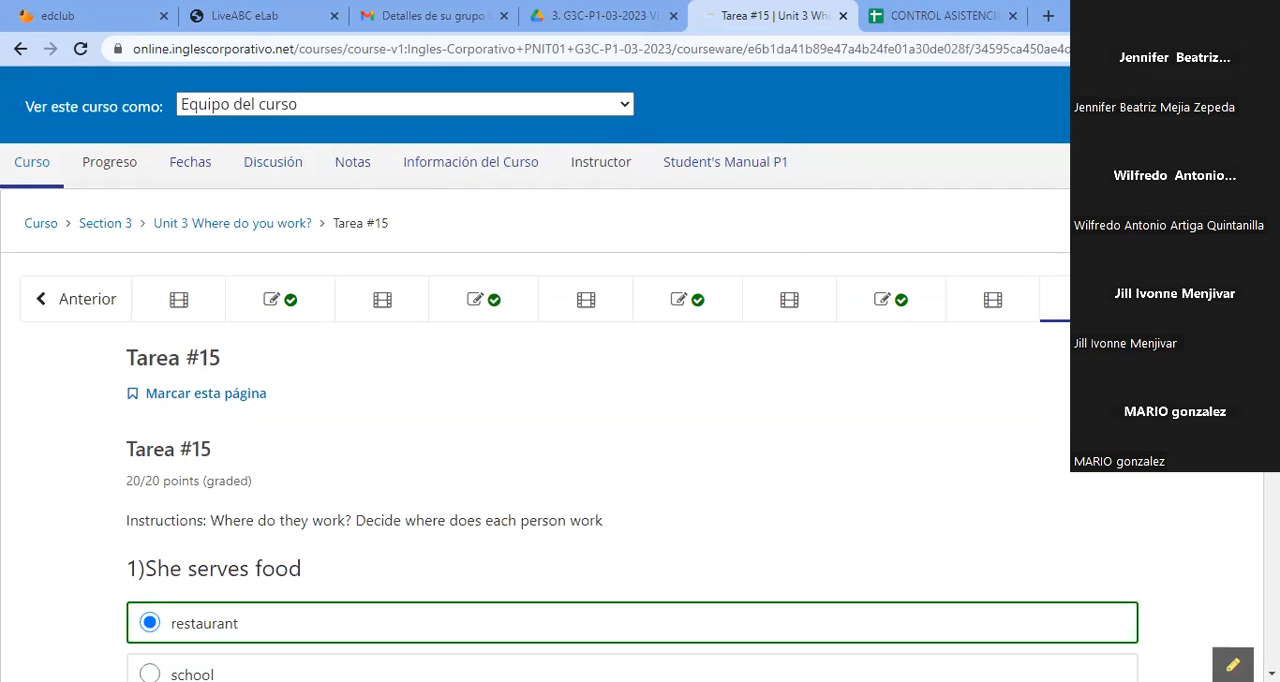 edclub
LiveABC eLab
Detalles de su grupo
3. G3C-P1-03-2023 Vi
Tarea #15 | Unit 3 Whe
CONTROL ASISTENCIA
online.inglescorporativo.net/courses/course-v1:Ingles-Corporativo+PNIT01+G3C-P1-03-2023/courseware/e6b1da41b89e47a4b24fe01a30de028f/34595ca450ae4d
Ver este curso como:
Equipo del curso
Curso
Progreso
Fechas
Discusión
Notas
Información del Curso
Instructor
Student's Manual P1
Curso > Section 3 > Unit 3 Where do you work? > Tarea #15
Anterior
Tarea #15
Marcar esta página
Tarea #15
20/20 points (graded)
Instructions: Where do they work? Decide where does each person work
1)She serves food
restaurant
school
Jennifer Beatriz...
Jennifer Beatriz Mejia Zepeda
Wilfredo Antonio...
Wilfredo Antonio Artiga Quintanilla
Jill Ivonne Menjivar
Jill Ivonne Menjivar
MARIO gonzalez
MARIO gonzalez